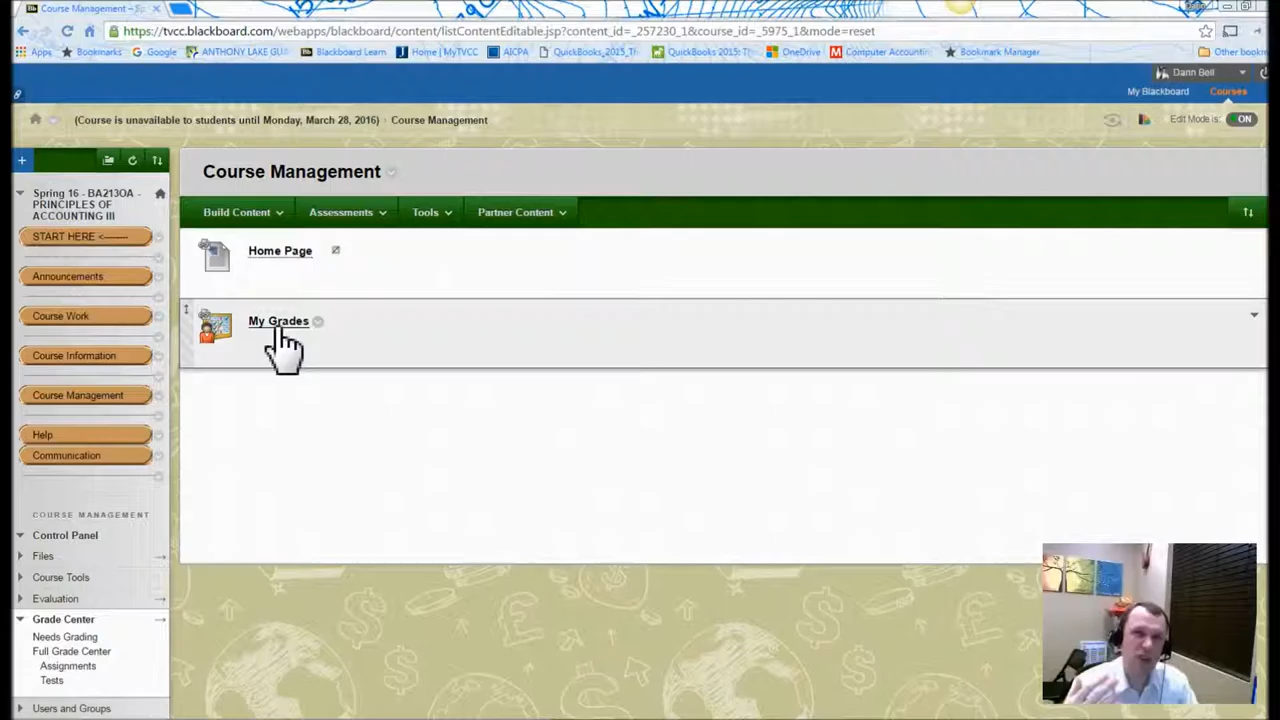 Course Management – Sp
https://tvcc.blackboard.com/webapps/blackboard/content/listContentEditable.jsp?content_id=_257230_1&course_id=_5975_1&mode=reset
Apps Bookmarks Google ANTHONY LAKE GUA Blackboard Learn Home | MyTVCC AICPA QuickBooks_2015_Th QuickBooks 2015: Th OneDrive Computer Accountin Bookmark Manager Other bookm
Dann Bell
My Blackboard Courses
(Course is unavailable to students until Monday, March 28, 2016) Course Management Edit Mode is: ON
Course Management
Spring 16 - BA213OA -
PRINCIPLES OF
ACCOUNTING III
Build Content Assessments Tools Partner Content
START HERE <-------
Home Page
Announcements
Course Work
My Grades
Course Information
Course Management
Help
Communication
COURSE MANAGEMENT
Control Panel
Files
Course Tools
Evaluation
Grade Center
Needs Grading
Full Grade Center
Assignments
Tests
Users and Groups